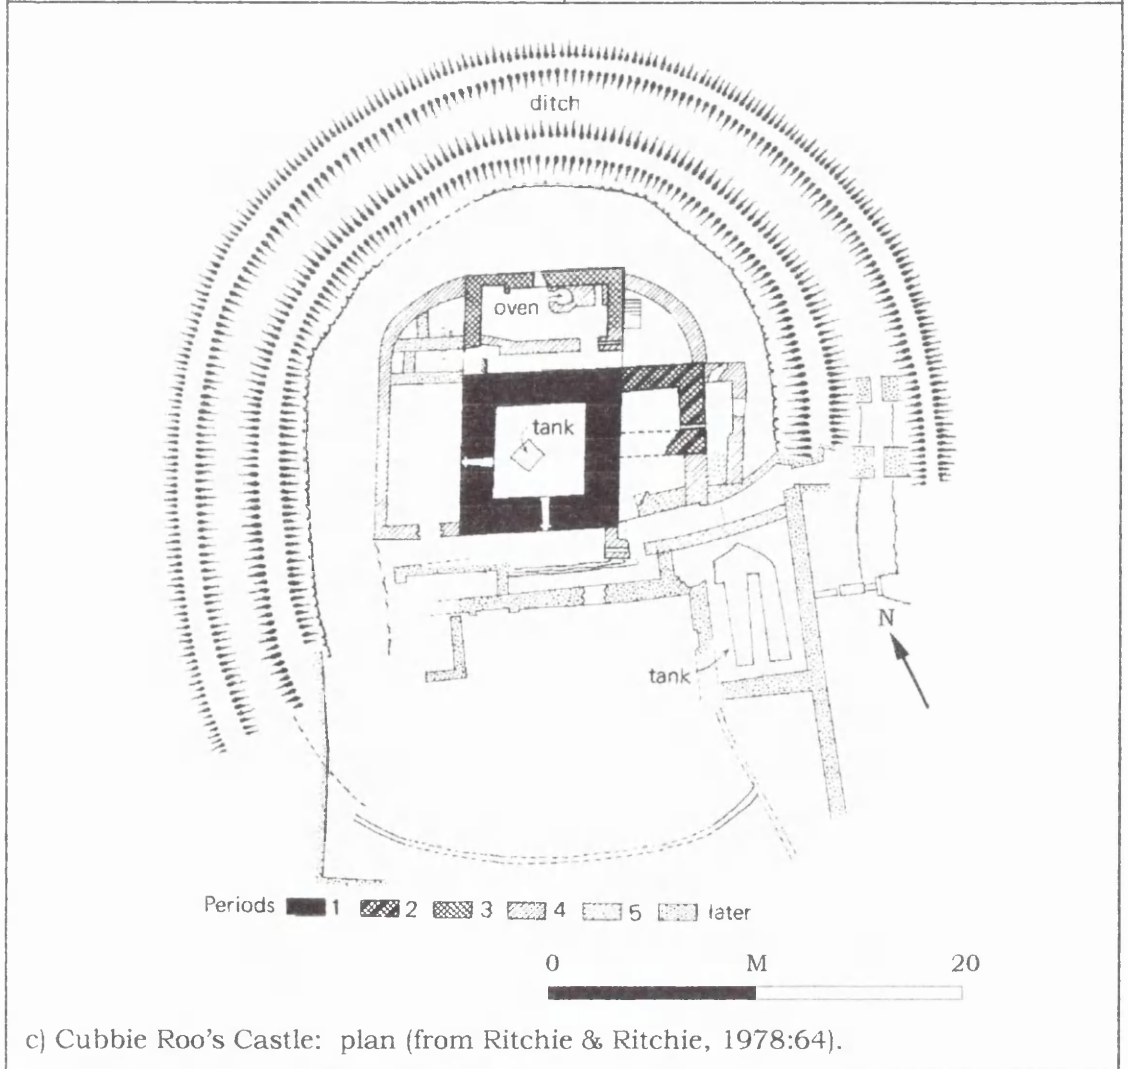 ditch
oven
tank
N
tank
Periods 1 2 3 4 5 later
0 M 20
c) Cubbie Roo's Castle: plan (from Ritchie & Ritchie, 1978:64).